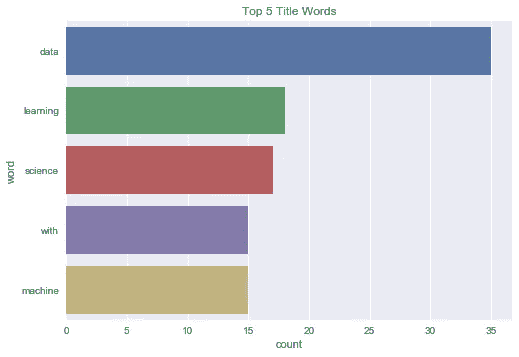 Top 5 Title Words
word
data
learning
science
with
machine
0 5 10 15 20 25 30 35
count